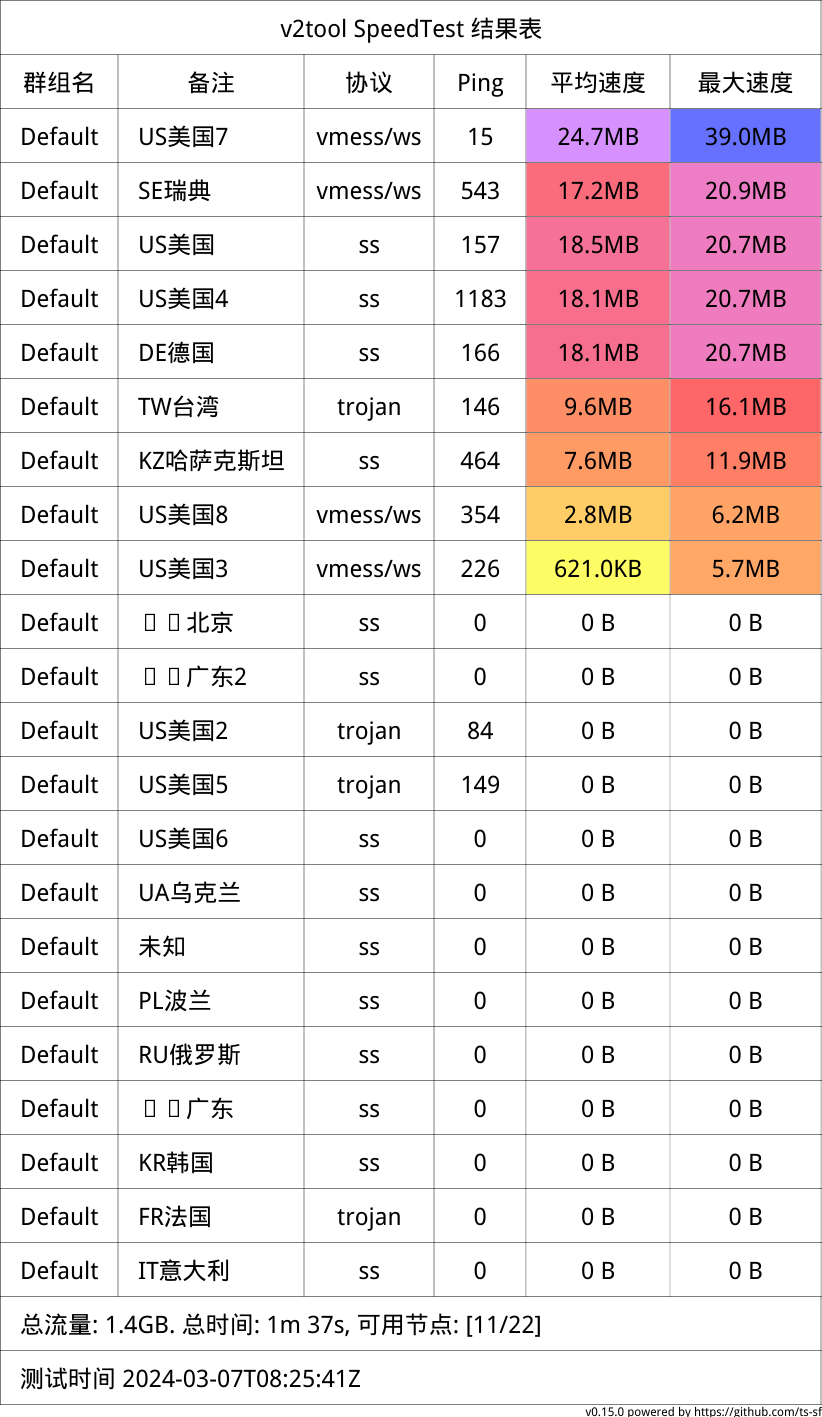 v2tool SpeedTest 结果表
群组名 备注 协议 Ping 平均速度 最大速度
Default US美国7 vmess/ws 15 24.7MB 39.0MB
Default SE瑞典 vmess/ws 543 17.2MB 20.9MB
Default US美国 ss 157 18.5MB 20.7MB
Default US美国4 ss 1183 18.1MB 20.7MB
Default DE德国 ss 166 18.1MB 20.7MB
Default TW台湾 trojan 146 9.6MB 16.1MB
Default KZ哈萨克斯坦 ss 464 7.6MB 11.9MB
Default US美国8 vmess/ws 354 2.8MB 6.2MB
Default US美国3 vmess/ws 226 621.0KB 5.7MB
Default 北京 ss 0 0 B 0 B
Default 广东2 ss 0 0 B 0 B
Default US美国2 trojan 84 0 B 0 B
Default US美国5 trojan 149 0 B 0 B
Default US美国6 ss 0 0 B 0 B
Default UA乌克兰 ss 0 0 B 0 B
Default 未知 ss 0 0 B 0 B
Default PL波兰 ss 0 0 B 0 B
Default RU俄罗斯 ss 0 0 B 0 B
Default 广东 ss 0 0 B 0 B
Default KR韩国 ss 0 0 B 0 B
Default FR法国 trojan 0 0 B 0 B
Default IT意大利 ss 0 0 B 0 B
总流量: 1.4GB. 总时间: 1m 37s, 可用节点: [11/22]
测试时间 2024-03-07T08:25:41Z
v0.15.0 powered by https://github.com/ts-sf